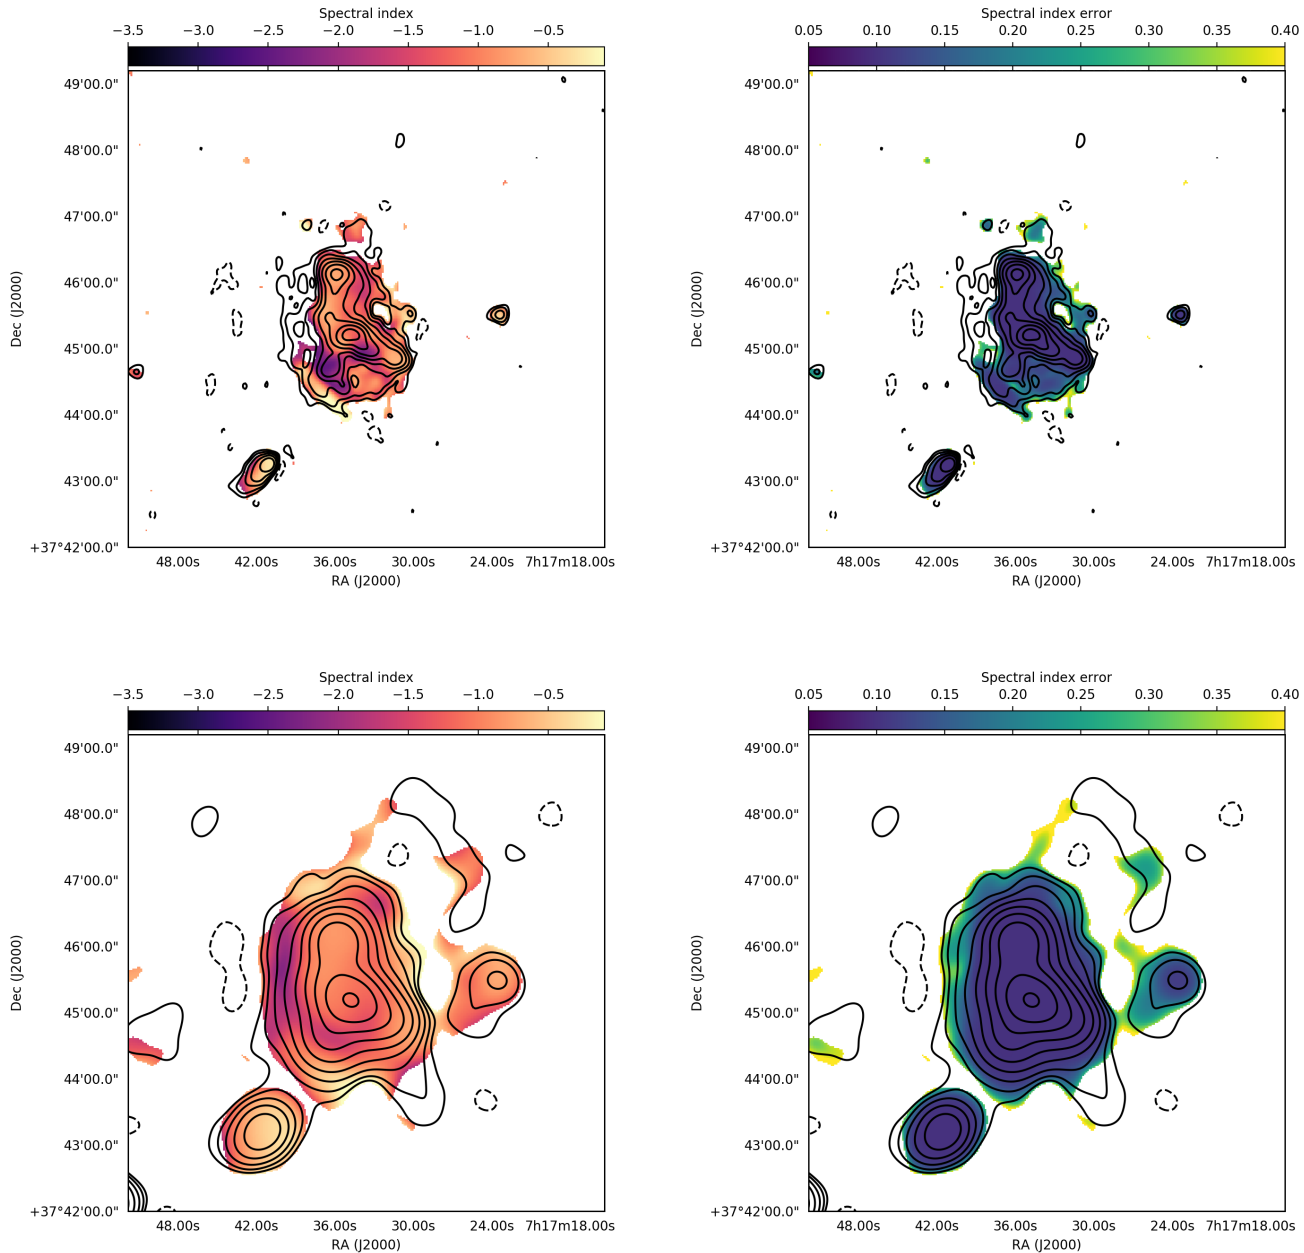 Spectral index
−3.5 −3.0 −2.5 −2.0 −1.5 −1.0 −0.5
49'00.0"
48'00.0"
47'00.0"
46'00.0"
45'00.0"
44'00.0"
43'00.0"
+37°42'00.0"
Dec (J2000)
48.00s 42.00s 36.00s 30.00s 24.00s 7h17m18.00s
RA (J2000)
Spectral index error
0.05 0.10 0.15 0.20 0.25 0.30 0.35 0.40
49'00.0"
48'00.0"
47'00.0"
46'00.0"
45'00.0"
44'00.0"
43'00.0"
+37°42'00.0"
Dec (J2000)
48.00s 42.00s 36.00s 30.00s 24.00s 7h17m18.00s
RA (J2000)
Spectral index
−3.5 −3.0 −2.5 −2.0 −1.5 −1.0 −0.5
49'00.0"
48'00.0"
47'00.0"
46'00.0"
45'00.0"
44'00.0"
43'00.0"
+37°42'00.0"
Dec (J2000)
48.00s 42.00s 36.00s 30.00s 24.00s 7h17m18.00s
RA (J2000)
Spectral index error
0.05 0.10 0.15 0.20 0.25 0.30 0.35 0.40
49'00.0"
48'00.0"
47'00.0"
46'00.0"
45'00.0"
44'00.0"
43'00.0"
+37°42'00.0"
Dec (J2000)
48.00s 42.00s 36.00s 30.00s 24.00s 7h17m18.00s
RA (J2000)